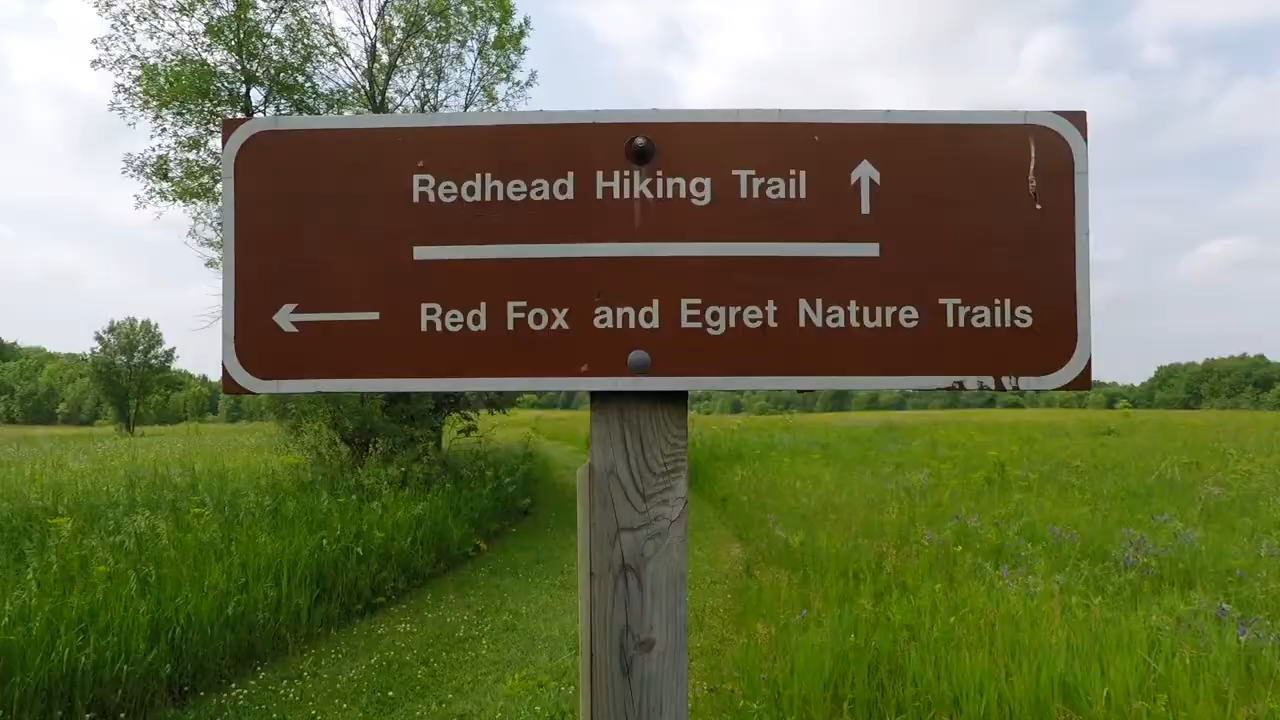 Redhead Hiking Trail ↑
← Red Fox and Egret Nature Trails